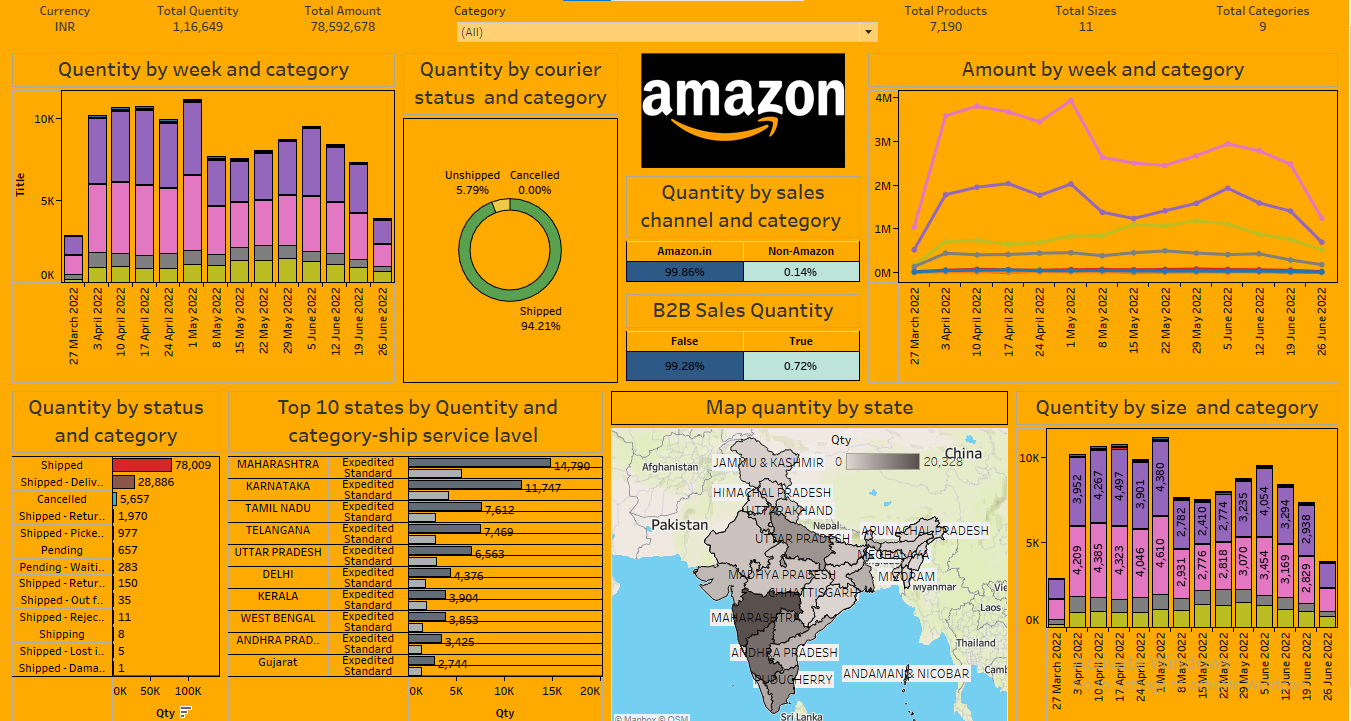 Currency
INR
Total Quantity
1,16,649
Total Amount
78,592,678
Category
(All)
Total Products
7,190
Total Sizes
11
Total Categories
9
Quentity by week and category
Title
10K
5K
0K
27 March 2022
3 April 2022
10 April 2022
17 April 2022
24 April 2022
1 May 2022
8 May 2022
15 May 2022
22 May 2022
29 May 2022
5 June 2022
12 June 2022
19 June 2022
26 June 2022
Quantity by courier
status and category
Unshipped
5.79%
Cancelled
0.00%
Shipped
94.21%
amazon
Quantity by sales
channel and category
Amazon.in Non-Amazon
99.86% 0.14%
B2B Sales Quantity
False True
99.28% 0.72%
Amount by week and category
4M
3M
2M
1M
0M
27 March 2022
3 April 2022
10 April 2022
17 April 2022
24 April 2022
1 May 2022
8 May 2022
15 May 2022
22 May 2022
29 May 2022
5 June 2022
12 June 2022
19 June 2022
26 June 2022
Quantity by status
and category
Shipped 78,009
Shipped - Deliv.. 28,886
Cancelled 5,657
Shipped - Retur.. 1,970
Shipped - Picke.. 977
Pending 657
Pending - Waiti.. 283
Shipped - Retur.. 150
Shipped - Out f.. 35
Shipped - Rejec.. 11
Shipping 8
Shipped - Lost i.. 5
Shipped - Dama.. 1
0K 50K 100K
Qty
Top 10 states by Quentity and
category-ship service lavel
MAHARASHTRA Expedited 14,790
Standard
KARNATAKA Expedited 11,747
Standard
TAMIL NADU Expedited 7,612
Standard
TELANGANA Expedited 7,469
Standard
UTTAR PRADESH Expedited 6,563
Standard
DELHI Expedited 4,376
Standard
KERALA Expedited 3,904
Standard
WEST BENGAL Expedited 3,853
Standard
ANDHRA PRAD.. Expedited 3,425
Standard
Gujarat Expedited 2,744
Standard
0K 5K 10K 15K 20K
Qty
Map quantity by state
Qty
0 20,328
China
Afghanistan
JAMMU & KASHMIR
HIMACHAL PRADESH
UTTARAKHAND
Pakistan
Nepal
ARUNACHAL PRADESH
UTTAR PRADESH
MEGHALAYA
MADHYA PRADESH
MIZORAM
CHHATTISGARH
Myanmar
Vie
Laos
MAHARASHTRA
Thailand
ANDHRA PRADESH
ANDAMAN & NICOBAR
Camb
PUDUCHERRY
Sri Lanka
© Mapbox © OSM
Quentity by size and category
10K
5K
0K
3,952
4,267
4,497
3,901
4,380
2,782
2,410
2,774
3,235
4,054
3,294
2,938
4,209
4,385
4,323
4,046
4,610
2,931
2,776
2,818
3,070
3,454
3,169
2,829
27 March 2022
3 April 2022
10 April 2022
17 April 2022
24 April 2022
1 May 2022
8 May 2022
15 May 2022
22 May 2022
29 May 2022
5 June 2022
12 June 2022
19 June 2022
26 June 2022